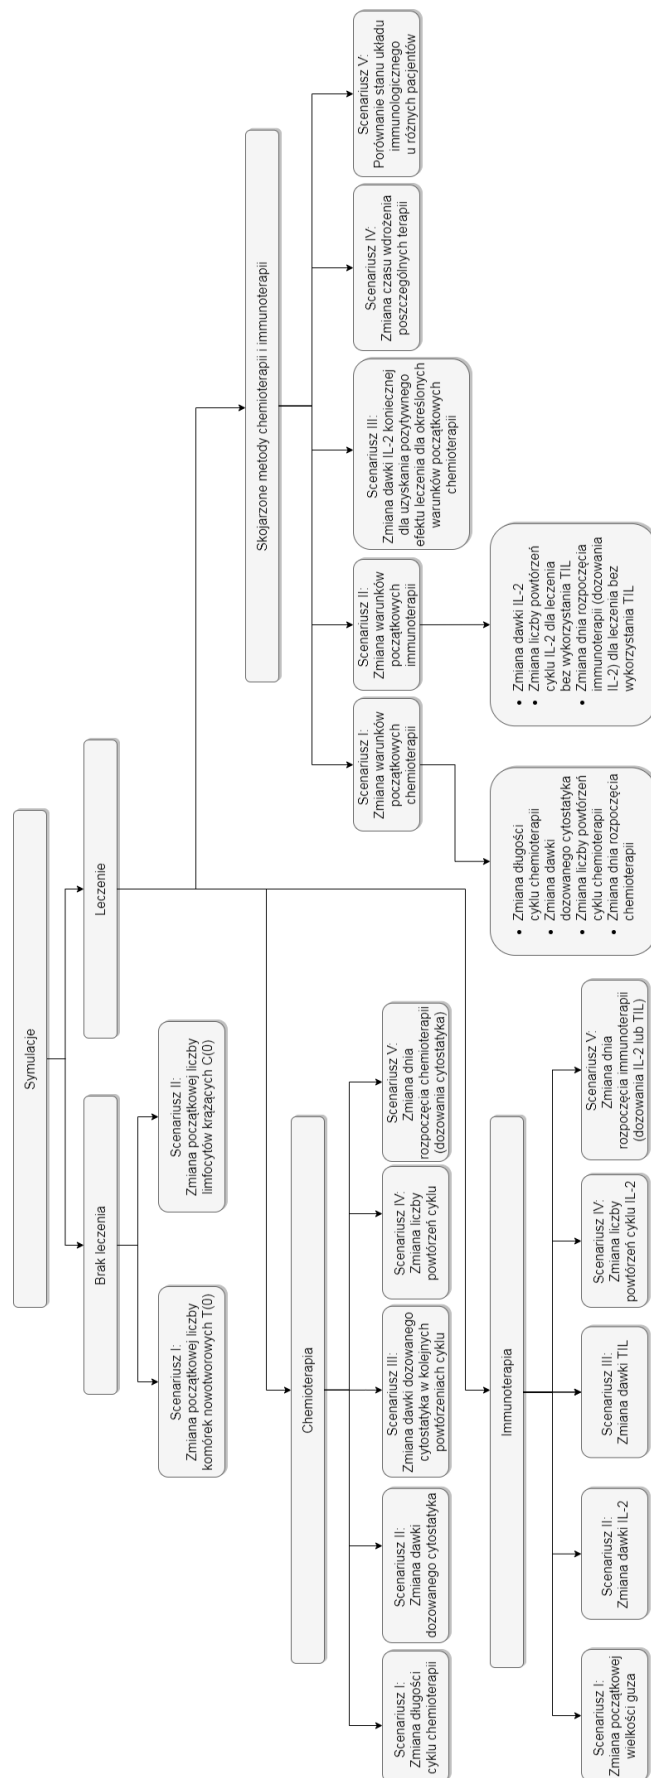 Symulacje
Brak leczenia
Leczenie
Scenariusz I:
Zmiana początkowej liczby
komórek nowotworowych T(0)
Scenariusz II:
Zmiana początkowej liczby
limfocytów krążących C(0)
Skojarzone metody chemioterapii i immunoterapii
Scenariusz I:
Zmiana warunków
początkowych
chemioterapii
Scenariusz II:
Zmiana warunków
początkowych
immunoterapii
Scenariusz III:
Zmiana dawki IL-2 koniecznej
dla uzyskania pozytywnego
efektu leczenia dla określonych
warunków początkowych
chemioterapii
Scenariusz IV:
Zmiana czasu wdrożenia
poszczególnych terapii
Scenariusz V:
Porównanie stanu układu
immunologicznego
u różnych pacjentów
• Zmiana długości
cyklu chemioterapii
• Zmiana dawki
dozowanego cytostatyka
• Zmiana liczby powtórzeń
cyklu chemioterapii
• Zmiana dnia rozpoczęcia
chemioterapii
• Zmiana dawki IL-2
• Zmiana liczby powtórzeń
cyklu IL-2 dla leczenia
bez wykorzystania TIL
• Zmiana dnia rozpoczęcia
immunoterapii (dozowania
IL-2) dla leczenia bez
wykorzystania TIL
Chemioterapia
Scenariusz I:
Zmiana długości
cyklu chemioterapii
Scenariusz II:
Zmiana dawki
dozowanego cytostatyka
Scenariusz III:
Zmiana dawki dozowanego
cytostatyka w kolejnych
powtórzeniach cyklu
Scenariusz IV:
Zmiana liczby
powtórzeń cyklu
Scenariusz V:
Zmiana dnia
rozpoczęcia chemioterapii
(dozowania cytostatyka)
Immunoterapia
Scenariusz I:
Zmiana początkowej
wielkości guza
Scenariusz II:
Zmiana dawki IL-2
Scenariusz III:
Zmiana dawki TIL
Scenariusz IV:
Zmiana liczby
powtórzeń cyklu IL-2
Scenariusz V:
Zmiana dnia
rozpoczęcia immunoterapii
(dozowania IL-2 lub TIL)